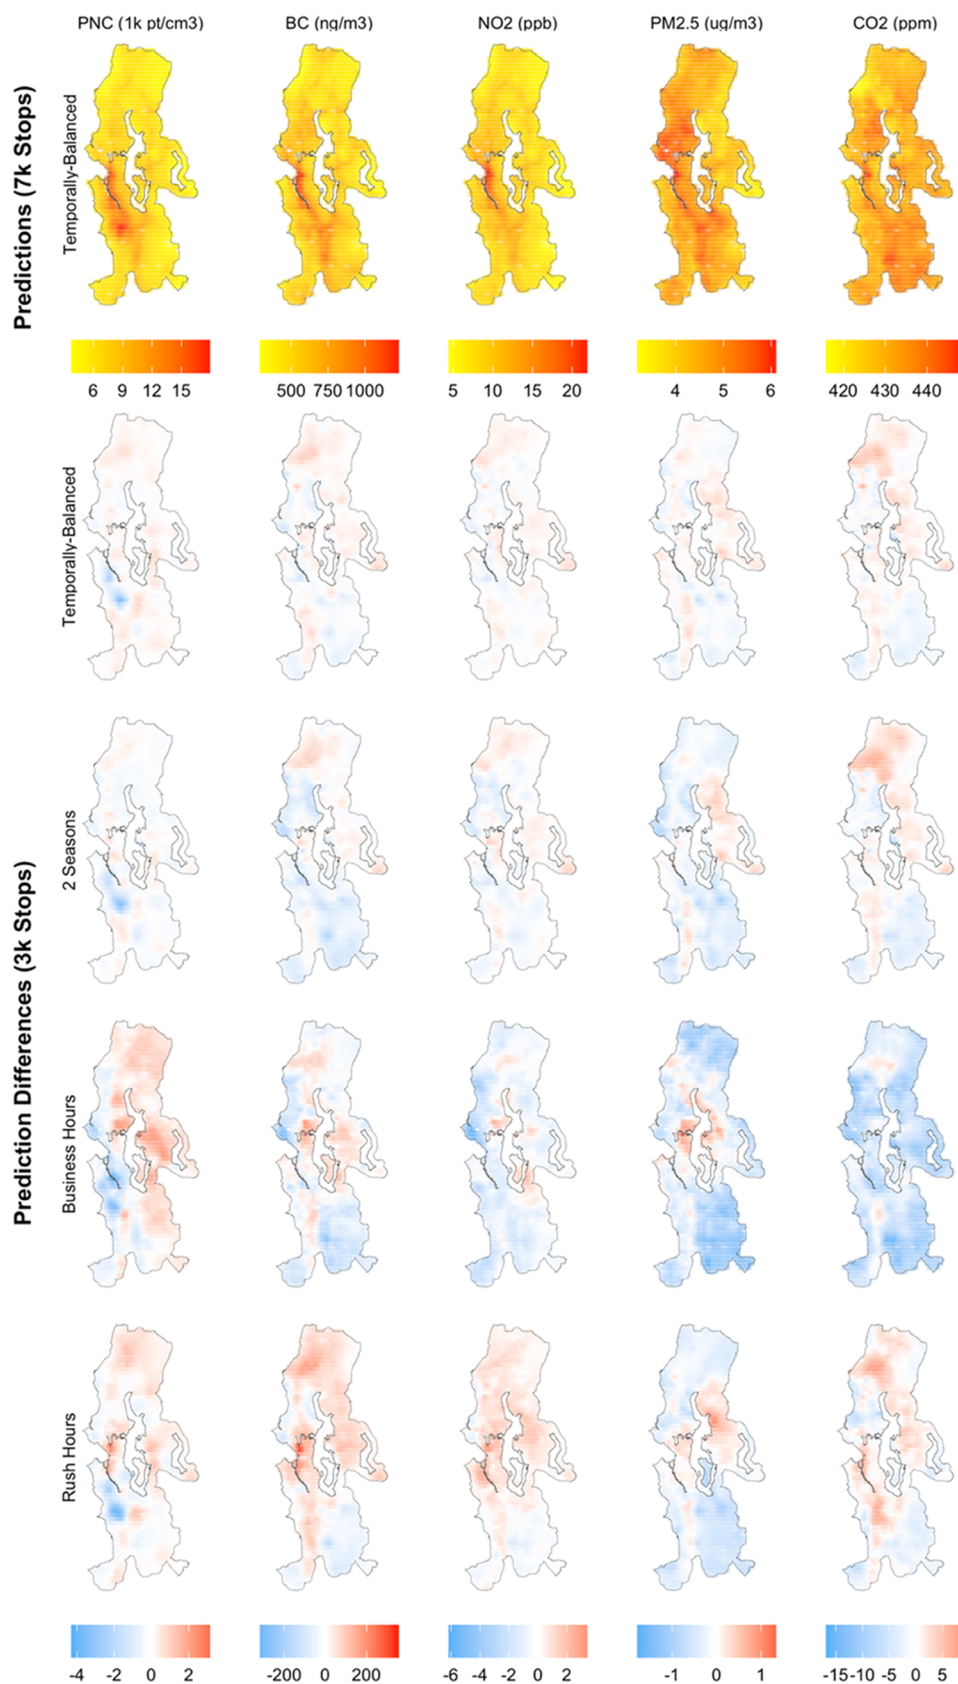 PNC (1k pt/cm3) BC (ng/m3) NO2 (ppb) PM2.5 (ug/m3) CO2 (ppm)
Predictions (7k Stops)
Temporally-Balanced
6 9 12 15 500 750 1000 5 10 15 20 4 5 6 420 430 440
Prediction Differences (3k Stops)
Temporally-Balanced
2 Seasons
Business Hours
Rush Hours
-4 -2 0 2 -200 0 200 -6 -4 -2 0 2 -1 0 1 -15 -10 -5 0 5